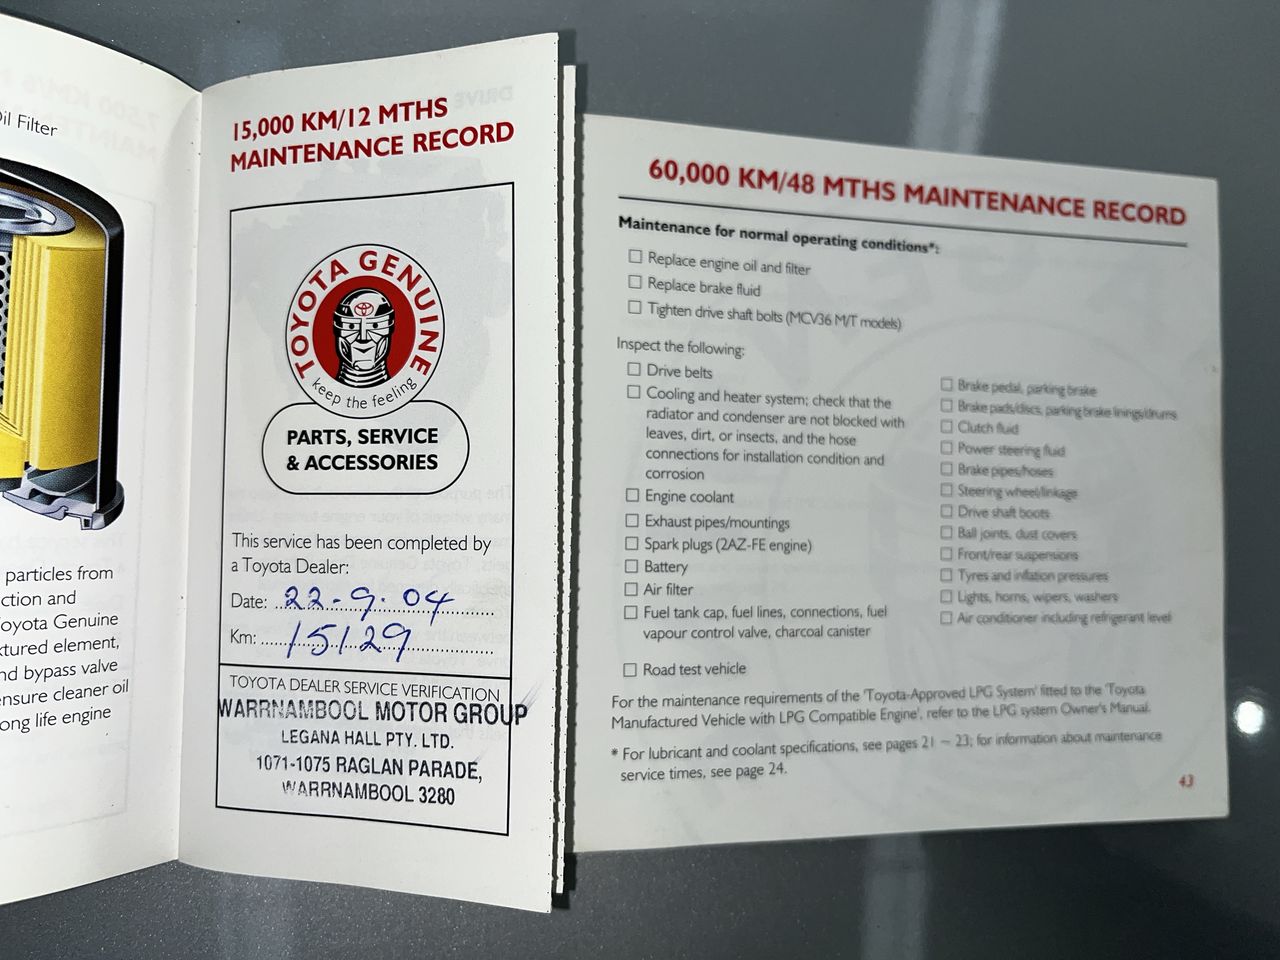 Oil Filter
particles from
ction and
oyota Genuine
xtured element,
nd bypass valve
ensure cleaner oil
ong life engine
15,000 KM/12 MTHS
MAINTENANCE RECORD
TOYOTA GENUINE
keep the feeling
PARTS, SERVICE
& ACCESSORIES
This service has been completed by
a Toyota Dealer:
Date: 22-9-04
Km: 15129
TOYOTA DEALER SERVICE VERIFICATION
WARRNAMBOOL MOTOR GROUP
LEGANA HALL PTY. LTD.
1071-1075 RAGLAN PARADE,
WARRNAMBOOL 3280
60,000 KM/48 MTHS MAINTENANCE RECORD
Maintenance for normal operating conditions*:
Replace engine oil and filter
Replace brake fluid
Tighten drive shaft bolts (MCV36 M/T models)
Inspect the following:
Drive belts
Cooling and heater system; check that the
radiator and condenser are not blocked with
leaves, dirt, or insects, and the hose
connections for installation condition and
corrosion
Engine coolant
Exhaust pipes/mountings
Spark plugs (2AZ-FE engine)
Battery
Air filter
Fuel tank cap, fuel lines, connections, fuel
vapour control valve, charcoal canister
Road test vehicle
Brake pedal, parking brake
Brake pads/discs, parking brake linings/drums
Clutch fluid
Power steering fluid
Brake pipes/hoses
Steering wheel/linkage
Drive shaft boots
Ball joints, dust covers
Front/rear suspensions
Tyres and inflation pressures
Lights, horns, wipers, washers
Air conditioner including refrigerant level
For the maintenance requirements of the 'Toyota-Approved LPG System' fitted to the 'Toyota
Manufactured Vehicle with LPG Compatible Engine', refer to the LPG system Owner's Manual.
* For lubricant and coolant specifications, see pages 21 – 23; for information about maintenance
service times, see page 24.
43